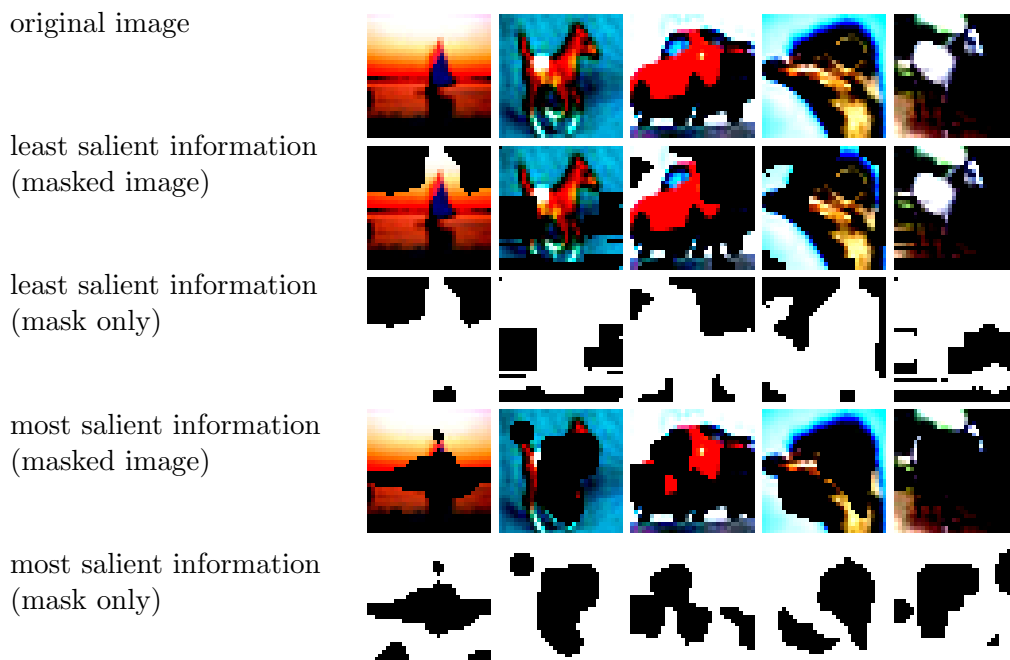 original image
least salient information
(masked image)
least salient information
(mask only)
most salient information
(masked image)
most salient information
(mask only)